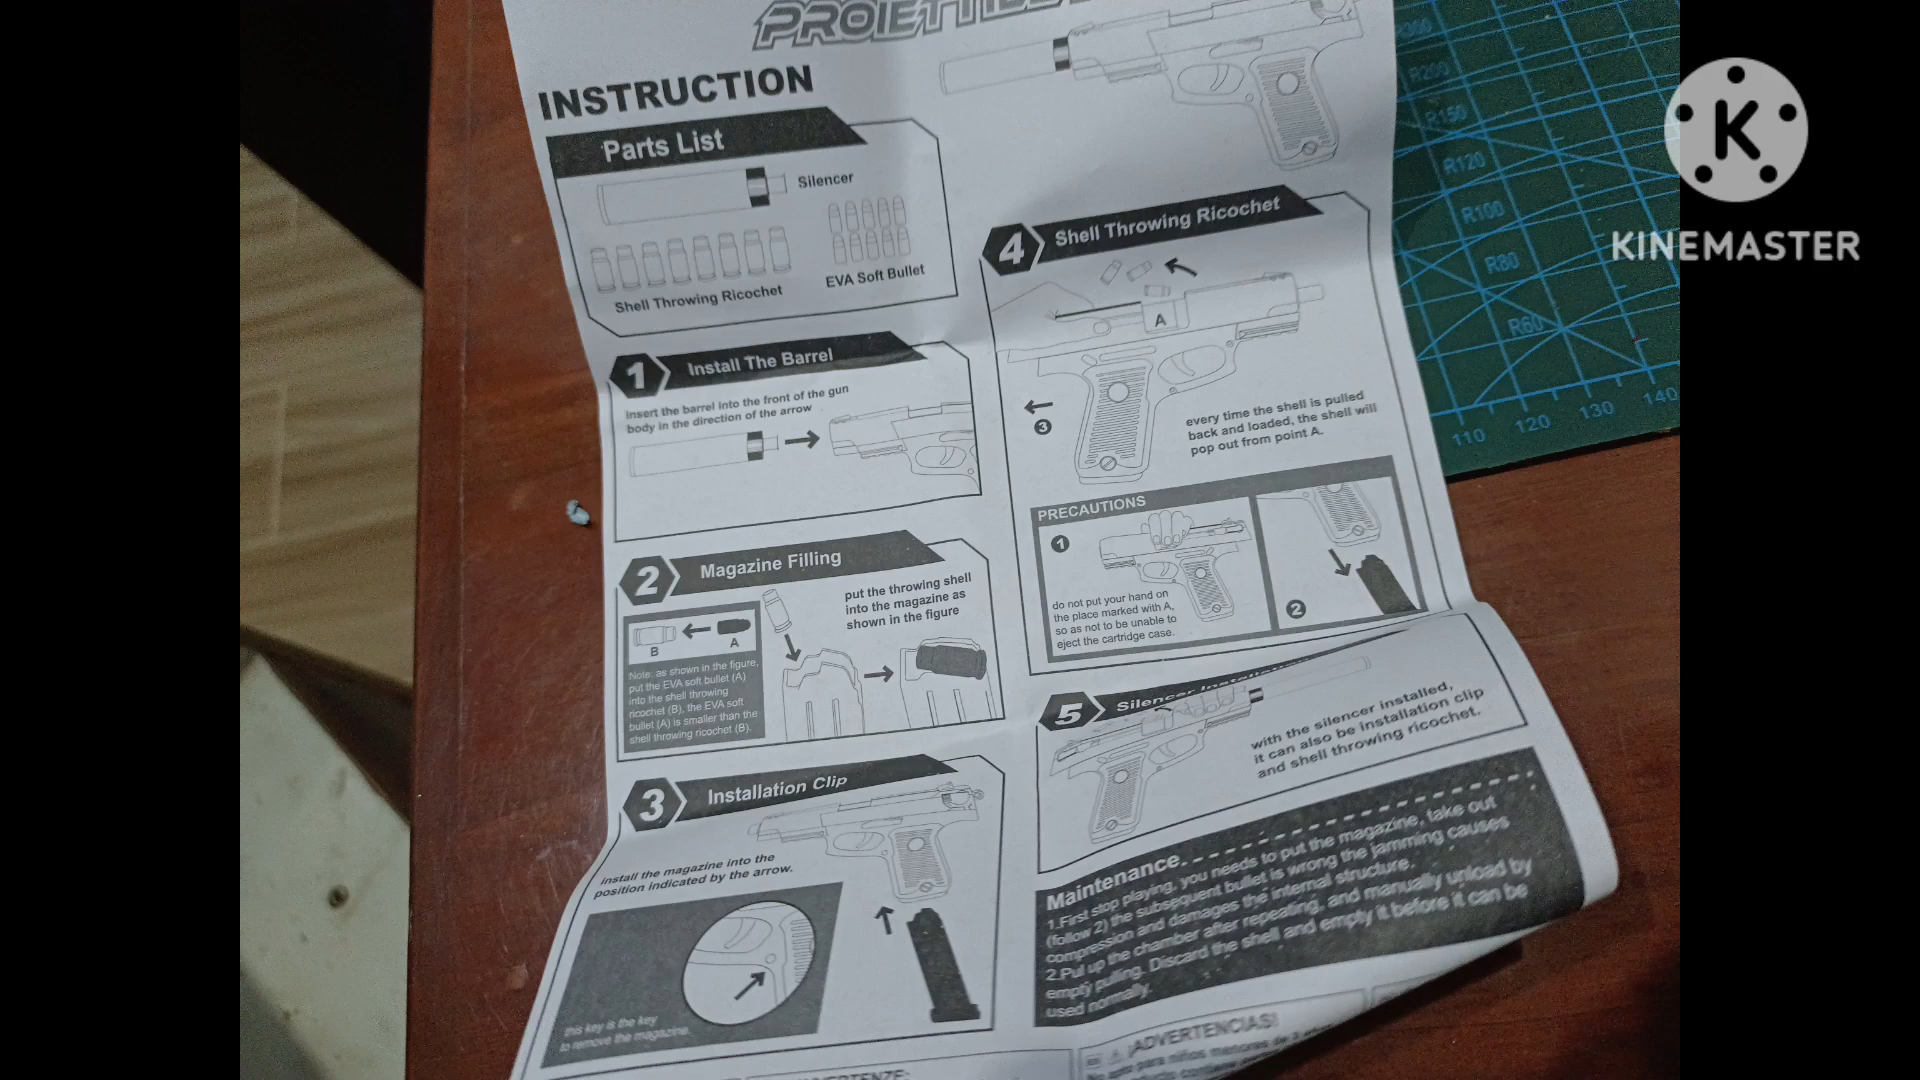 INSTRUCTION
Parts List
Silencer
Shell Throwing Ricochet
EVA Soft Bullet
1
Install The Barrel
insert the barrel into the front of the gun
body in the direction of the arrow
2
Magazine Filling
put the throwing shell
into the magazine as
shown in the figure
B
A
Note: as shown in the figure,
put the EVA soft bullet (A)
into the shell throwing
ricochet (B), the EVA soft
bullet (A) is smaller than the
shell throwing ricochet (B).
3
Installation Clip
install the magazine into the
position indicated by the arrow.
this key is the key
to remove the magazine.
4
Shell Throwing Ricochet
A
3
every time the shell is pulled
back and loaded, the shell will
pop out from point A.
PRECAUTIONS
1
do not put your hand on
the place marked with A,
so as not to be unable to
eject the cartridge case.
2
5
Silencer
with the silencer installed,
it can also be installation clip
and shell throwing ricochet.
Maintenance
1.First stop playing, you needs to put the magazine, take out
(follow 2) the subsequent bullet is wrong the jamming causes
compression and damages the internal structure.
2.Pull up the chamber after repeating, and manually unload by
empty pulling. Discard the shell and empty it before it can be
used normally.
¡ADVERTENCIAS!
R200
R150
R120
R100
R80
R60
110 120 130 140
K
KINEMASTER